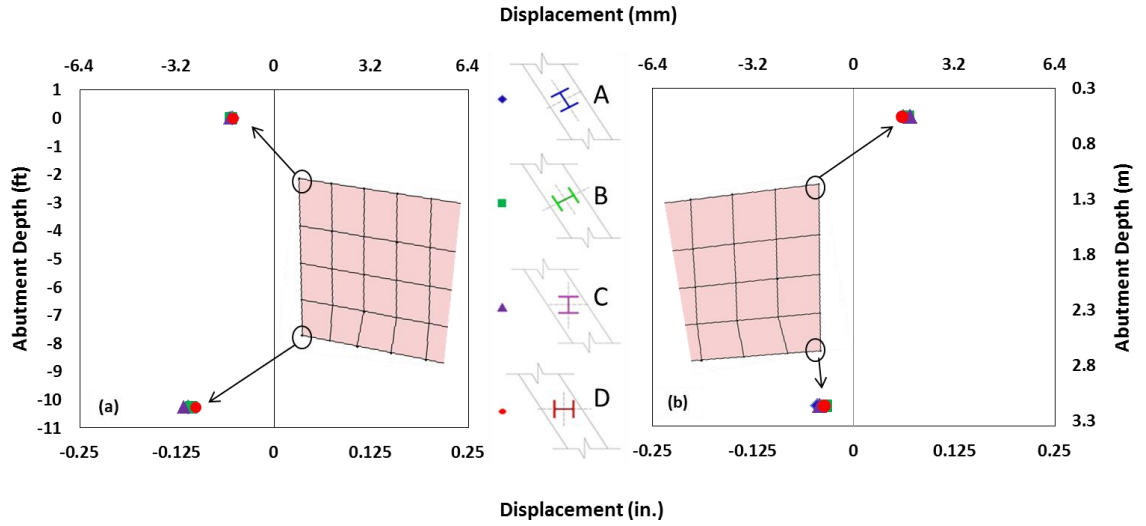 Displacement (mm)
-6.4 -3.2 0 3.2 6.4
-6.4 -3.2 0 3.2 6.4
Abutment Depth (ft)
1
0
-1
-2
-3
-4
-5
-6
-7
-8
-9
-10
-11
(a)
-0.25 -0.125 0 0.125 0.25
A
B
C
D
(b)
-0.25 -0.125 0 0.125 0.25
0.3
0.8
1.3
1.8
2.3
2.8
3.3
Abutment Depth (m)
Displacement (in.)